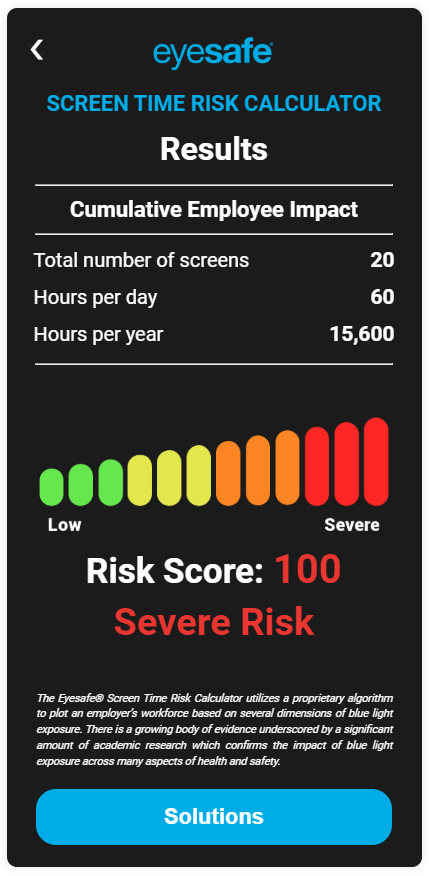 eyesafe®
SCREEN TIME RISK CALCULATOR
Results
Cumulative Employee Impact
Total number of screens 20
Hours per day 60
Hours per year 15,600
Low Severe
Risk Score: 100
Severe Risk
The Eyesafe® Screen Time Risk Calculator utilizes a proprietary algorithm
to plot an employer's workforce based on several dimensions of blue light
exposure. There is a growing body of evidence underscored by a significant
amount of academic research which confirms the impact of blue light
exposure across many aspects of health and safety.
Solutions